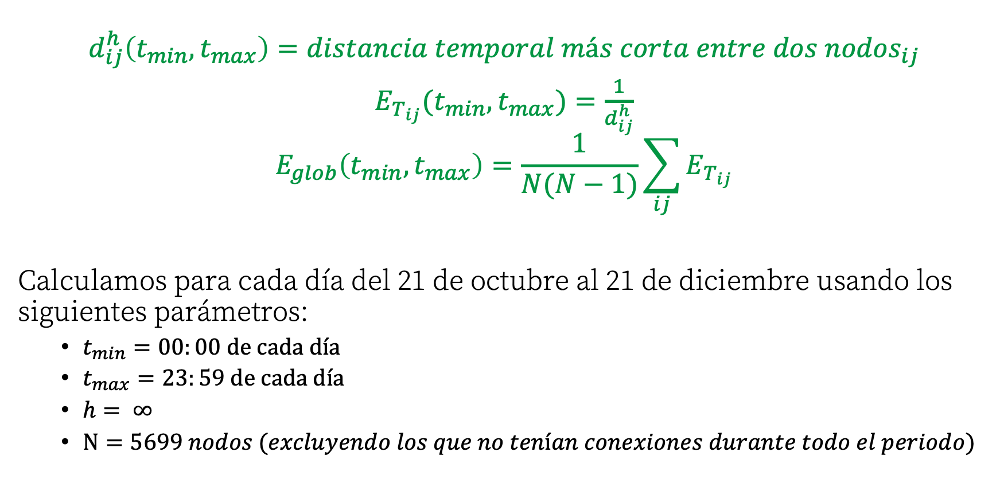 d_{ij}^{h}(t_{min}, t_{max}) = distancia temporal más corta entre dos nodos_{ij}
E_{T_{ij}}(t_{min}, t_{max}) = \frac{1}{d_{ij}^{h}}
E_{glob}(t_{min}, t_{max}) = \frac{1}{N(N − 1)} \sum_{ij} E_{T_{ij}}
Calculamos para cada día del 21 de octubre al 21 de diciembre usando los
siguientes parámetros:
• t_{min} = 00: 00 de cada día
• t_{max} = 23: 59 de cada día
• h = ∞
• N = 5699 nodos (excluyendo los que no tenían conexiones durante todo el periodo)